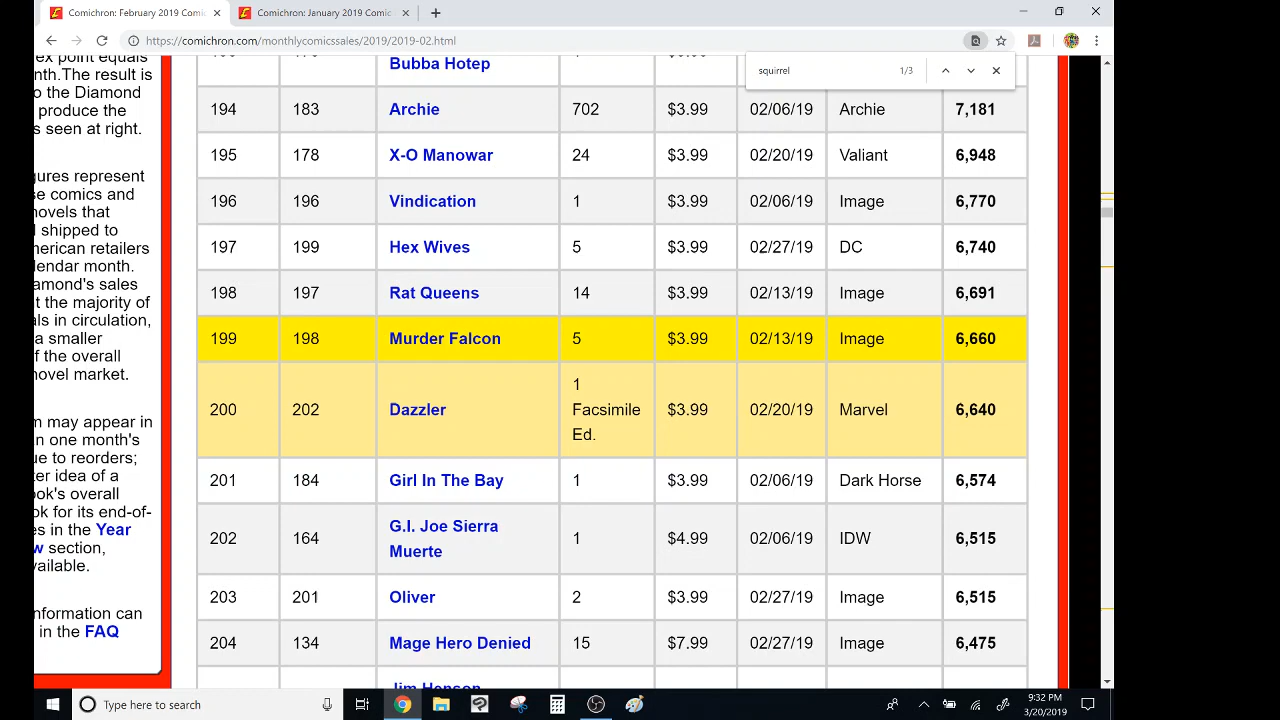 Comichron: February 2019 Comic
Comichron: January 2019 Comic
https://comichron.com/monthlycomicssales/2019/2019-02.html
squirrel 1/3
ex point equals
nth.The result is
o the Diamond
produce the
s seen at right.
gures represent
se comics and
novels that
l shipped to
merican retailers
lendar month.
amond's sales
t the majority of
als in circulation,
a smaller
f the overall
novel market.
m may appear in
n one month's
ue to reorders;
ter idea of a
ook's overall
ok for its end-of-
es in the Year
w section,
vailable.
nformation can
in the FAQ
Bubba Hotep
194 183 Archie 702 $3.99 02/06/19 Archie 7,181
195 178 X-O Manowar 24 $3.99 02/20/19 Valiant 6,948
196 196 Vindication 1 $3.99 02/06/19 Image 6,770
197 199 Hex Wives 5 $3.99 02/27/19 DC 6,740
198 197 Rat Queens 14 $3.99 02/13/19 Image 6,691
199 198 Murder Falcon 5 $3.99 02/13/19 Image 6,660
200 202 Dazzler 1 Facsimile Ed. $3.99 02/20/19 Marvel 6,640
201 184 Girl In The Bay 1 $3.99 02/06/19 Dark Horse 6,574
202 164 G.I. Joe Sierra Muerte 1 $4.99 02/06/19 IDW 6,515
203 201 Oliver 2 $3.99 02/27/19 Image 6,515
204 134 Mage Hero Denied 15 $7.99 02/27/19 Image 6,475
Jim Henson
Type here to search
9:32 PM
3/20/2019